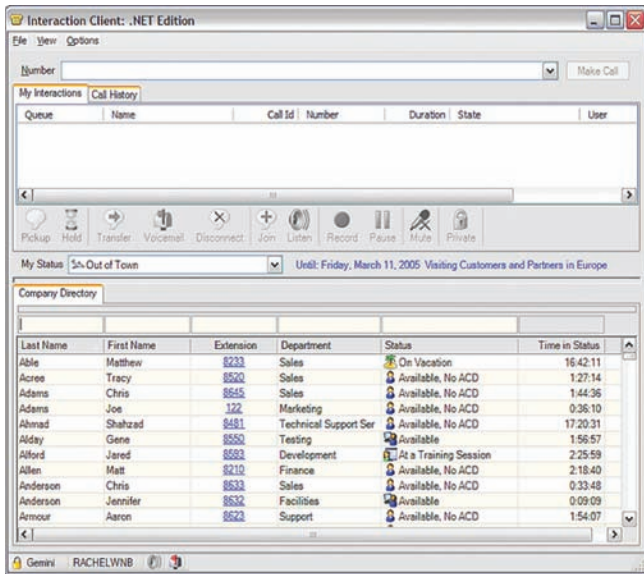 Interaction Client: .NET Edition
File View Options
Number Make Call
My Interactions Call History
Queue Name Call Id Number Duration State User
Pickup Hold Transfer Voicemail Disconnect Join Listen Record Pause Mute Private
My Status Out of Town Until: Friday, March 11, 2005 Visiting Customers and Partners in Europe
Company Directory
Last Name First Name Extension Department Status Time in Status
Able Matthew 8233 Sales On Vacation 16:42:11
Acree Tracy 8520 Sales Available, No ACD 1:27:14
Adams Chris 8645 Sales Available, No ACD 1:44:36
Adams Joe 122 Marketing Available, No ACD 0:36:10
Ahmad Shahzad 8481 Technical Support Ser Available, No ACD 17:20:31
Alday Gene 8550 Testing Available 1:56:57
Alford Jared 8593 Development At a Training Session 2:25:59
Allen Matt 8210 Finance Available, No ACD 2:18:40
Anderson Chris 8633 Sales Available, No ACD 0:33:48
Anderson Jennifer 8632 Facilities Available 0:09:09
Armour Aaron 8623 Support Available, No ACD 1:54:07
Gemini RACHELWNB